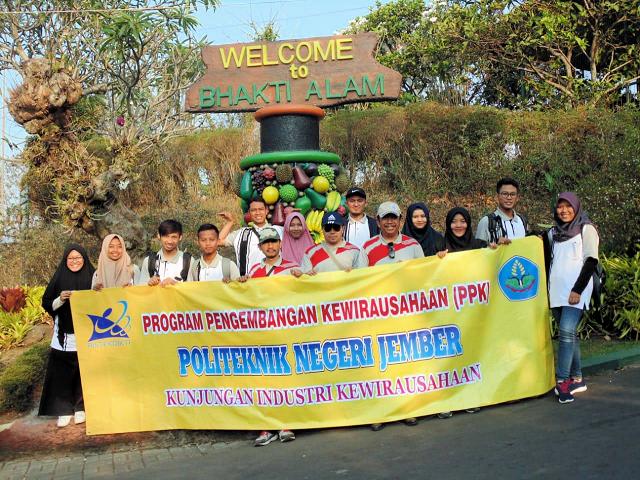 WELCOME
to
BHAKTI ALAM
PROGRAM PENGEMBANGAN KEWIRAUSAHAAN (PPK)
POLITEKNIK NEGERI JEMBER
KUNJUNGAN INDUSTRI KEWIRAUSAHAAN